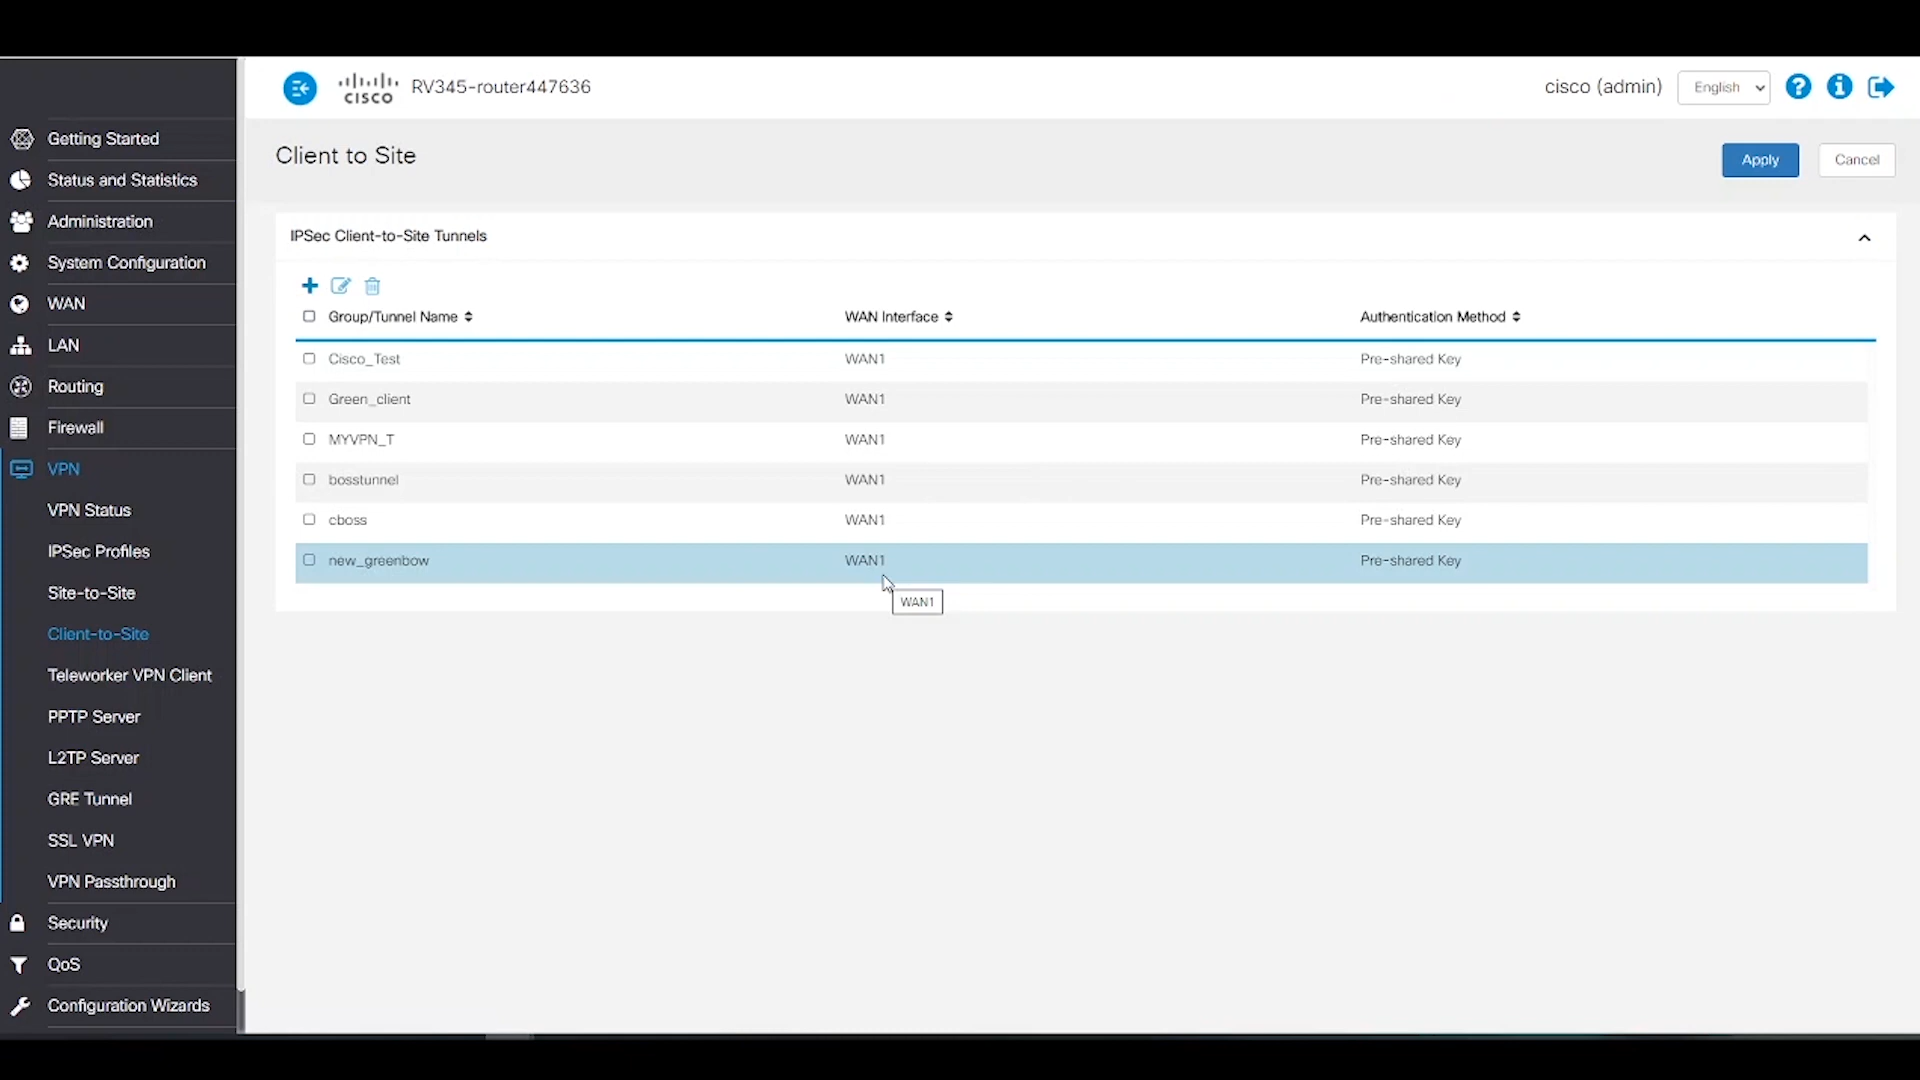 CISCO
RV345-router447636
cisco (admin)
English
Getting Started
Status and Statistics
Administration
System Configuration
WAN
LAN
Routing
Firewall
VPN
VPN Status
IPSec Profiles
Site-to-Site
Client-to-Site
Teleworker VPN Client
PPTP Server
L2TP Server
GRE Tunnel
SSL VPN
VPN Passthrough
Security
QoS
Configuration Wizards
Client to Site
Apply
Cancel
IPSec Client-to-Site Tunnels
Group/Tunnel Name WAN Interface Authentication Method
Cisco_Test WAN1 Pre-shared Key
Green_client WAN1 Pre-shared Key
MYVPN_T WAN1 Pre-shared Key
bosstunnel WAN1 Pre-shared Key
cboss WAN1 Pre-shared Key
new_greenbow WAN1 Pre-shared Key
WAN1